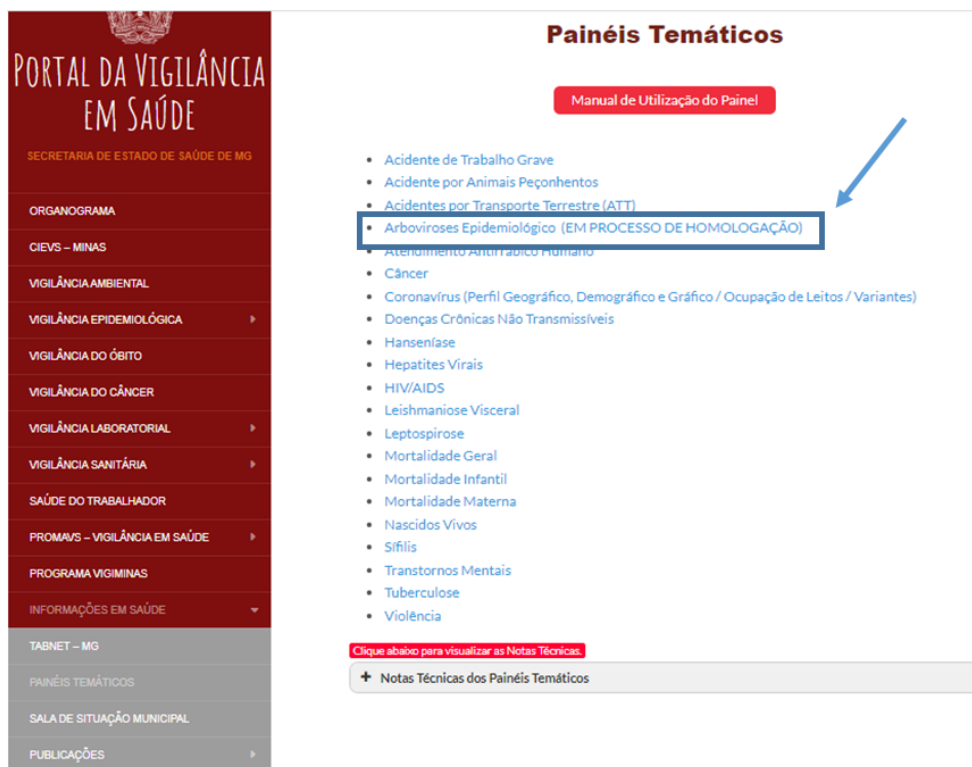 PORTAL DA VIGILÂNCIA
EM SAÚDE
SECRETARIA DE ESTADO DE SAÚDE DE MG
ORGANOGRAMA
CIEVS – MINAS
VIGILÂNCIA AMBIENTAL
VIGILÂNCIA EPIDEMIOLÓGICA
VIGILÂNCIA DO ÓBITO
VIGILÂNCIA DO CÂNCER
VIGILÂNCIA LABORATORIAL
VIGILÂNCIA SANITÁRIA
SAÚDE DO TRABALHADOR
PROMAVS – VIGILÂNCIA EM SAÚDE
PROGRAMA VIGIMINAS
INFORMAÇÕES EM SAÚDE
TABNET – MG
PAINÉIS TEMÁTICOS
SALA DE SITUAÇÃO MUNICIPAL
PUBLICAÇÕES
Painéis Temáticos
Manual de Utilização do Painel
Acidente de Trabalho Grave
Acidente por Animais Peçonhentos
Acidentes por Transporte Terrestre (ATT)
Arboviroses Epidemiológico (EM PROCESSO DE HOMOLOGAÇÃO)
Atendimento Antirrábico Humano
Câncer
Coronavírus (Perfil Geográfico, Demográfico e Gráfico / Ocupação de Leitos / Variantes)
Doenças Crônicas Não Transmissíveis
Hanseníase
Hepatites Virais
HIV/AIDS
Leishmaniose Visceral
Leptospirose
Mortalidade Geral
Mortalidade Infantil
Mortalidade Materna
Nascidos Vivos
Sífilis
Transtornos Mentais
Tuberculose
Violência
Clique abaixo para visualizar as Notas Técnicas.
+ Notas Técnicas dos Painéis Temáticos